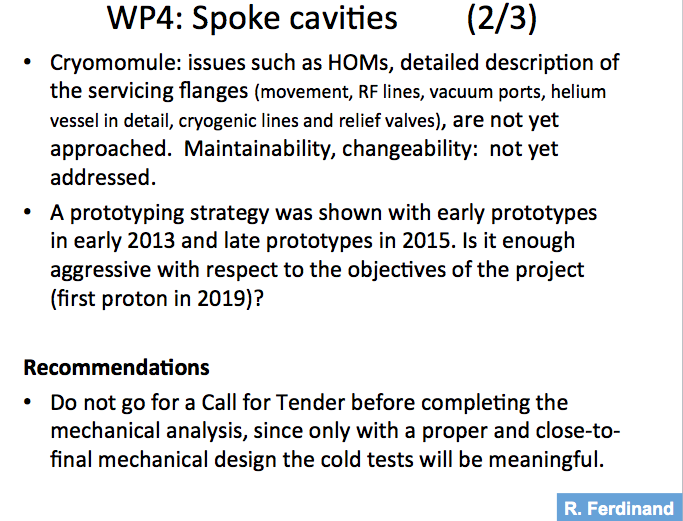 WP4: Spoke cavities (2/3)
• Cryomomule: issues such as HOMs, detailed description of
the servicing flanges (movement, RF lines, vacuum ports, helium
vessel in detail, cryogenic lines and relief valves), are not yet
approached. Maintainability, changeability: not yet
addressed.
• A prototyping strategy was shown with early prototypes
in early 2013 and late prototypes in 2015. Is it enough
aggressive with respect to the objectives of the project
(first proton in 2019)?
Recommendations
• Do not go for a Call for Tender before completing the
mechanical analysis, since only with a proper and close-to-
final mechanical design the cold tests will be meaningful.
R. Ferdinand